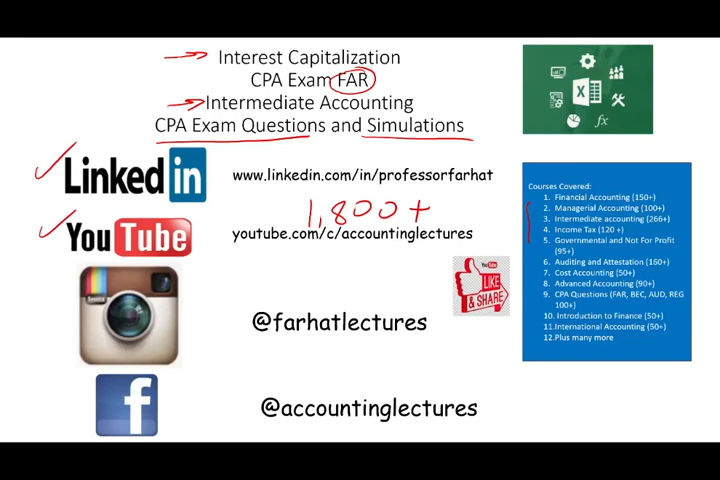 Interest Capitalization
CPA Exam FAR
Intermediate Accounting
CPA Exam Questions and Simulations
Linked in
www.linkedin.com/in/professorfarhat
1,800+
YouTube
youtube.com/c/accountinglectures
@farhatlectures
@accountinglectures
X
fx
YouTube
LIKE
& SHARE
Courses Covered:
1. Financial Accounting (150+)
2. Managerial Accounting (100+)
3. Intermediate accounting (266+)
4. Income Tax (120 +)
5. Governmental and Not For Profit
(95+)
6. Auditing and Attestation (160+)
7. Cost Accounting (50+)
8. Advanced Accounting (90+)
9. CPA Questions (FAR, BEC, AUD, REG
100+)
10. Introduction to Finance (50+)
11. International Accounting (50+)
12. Plus many more